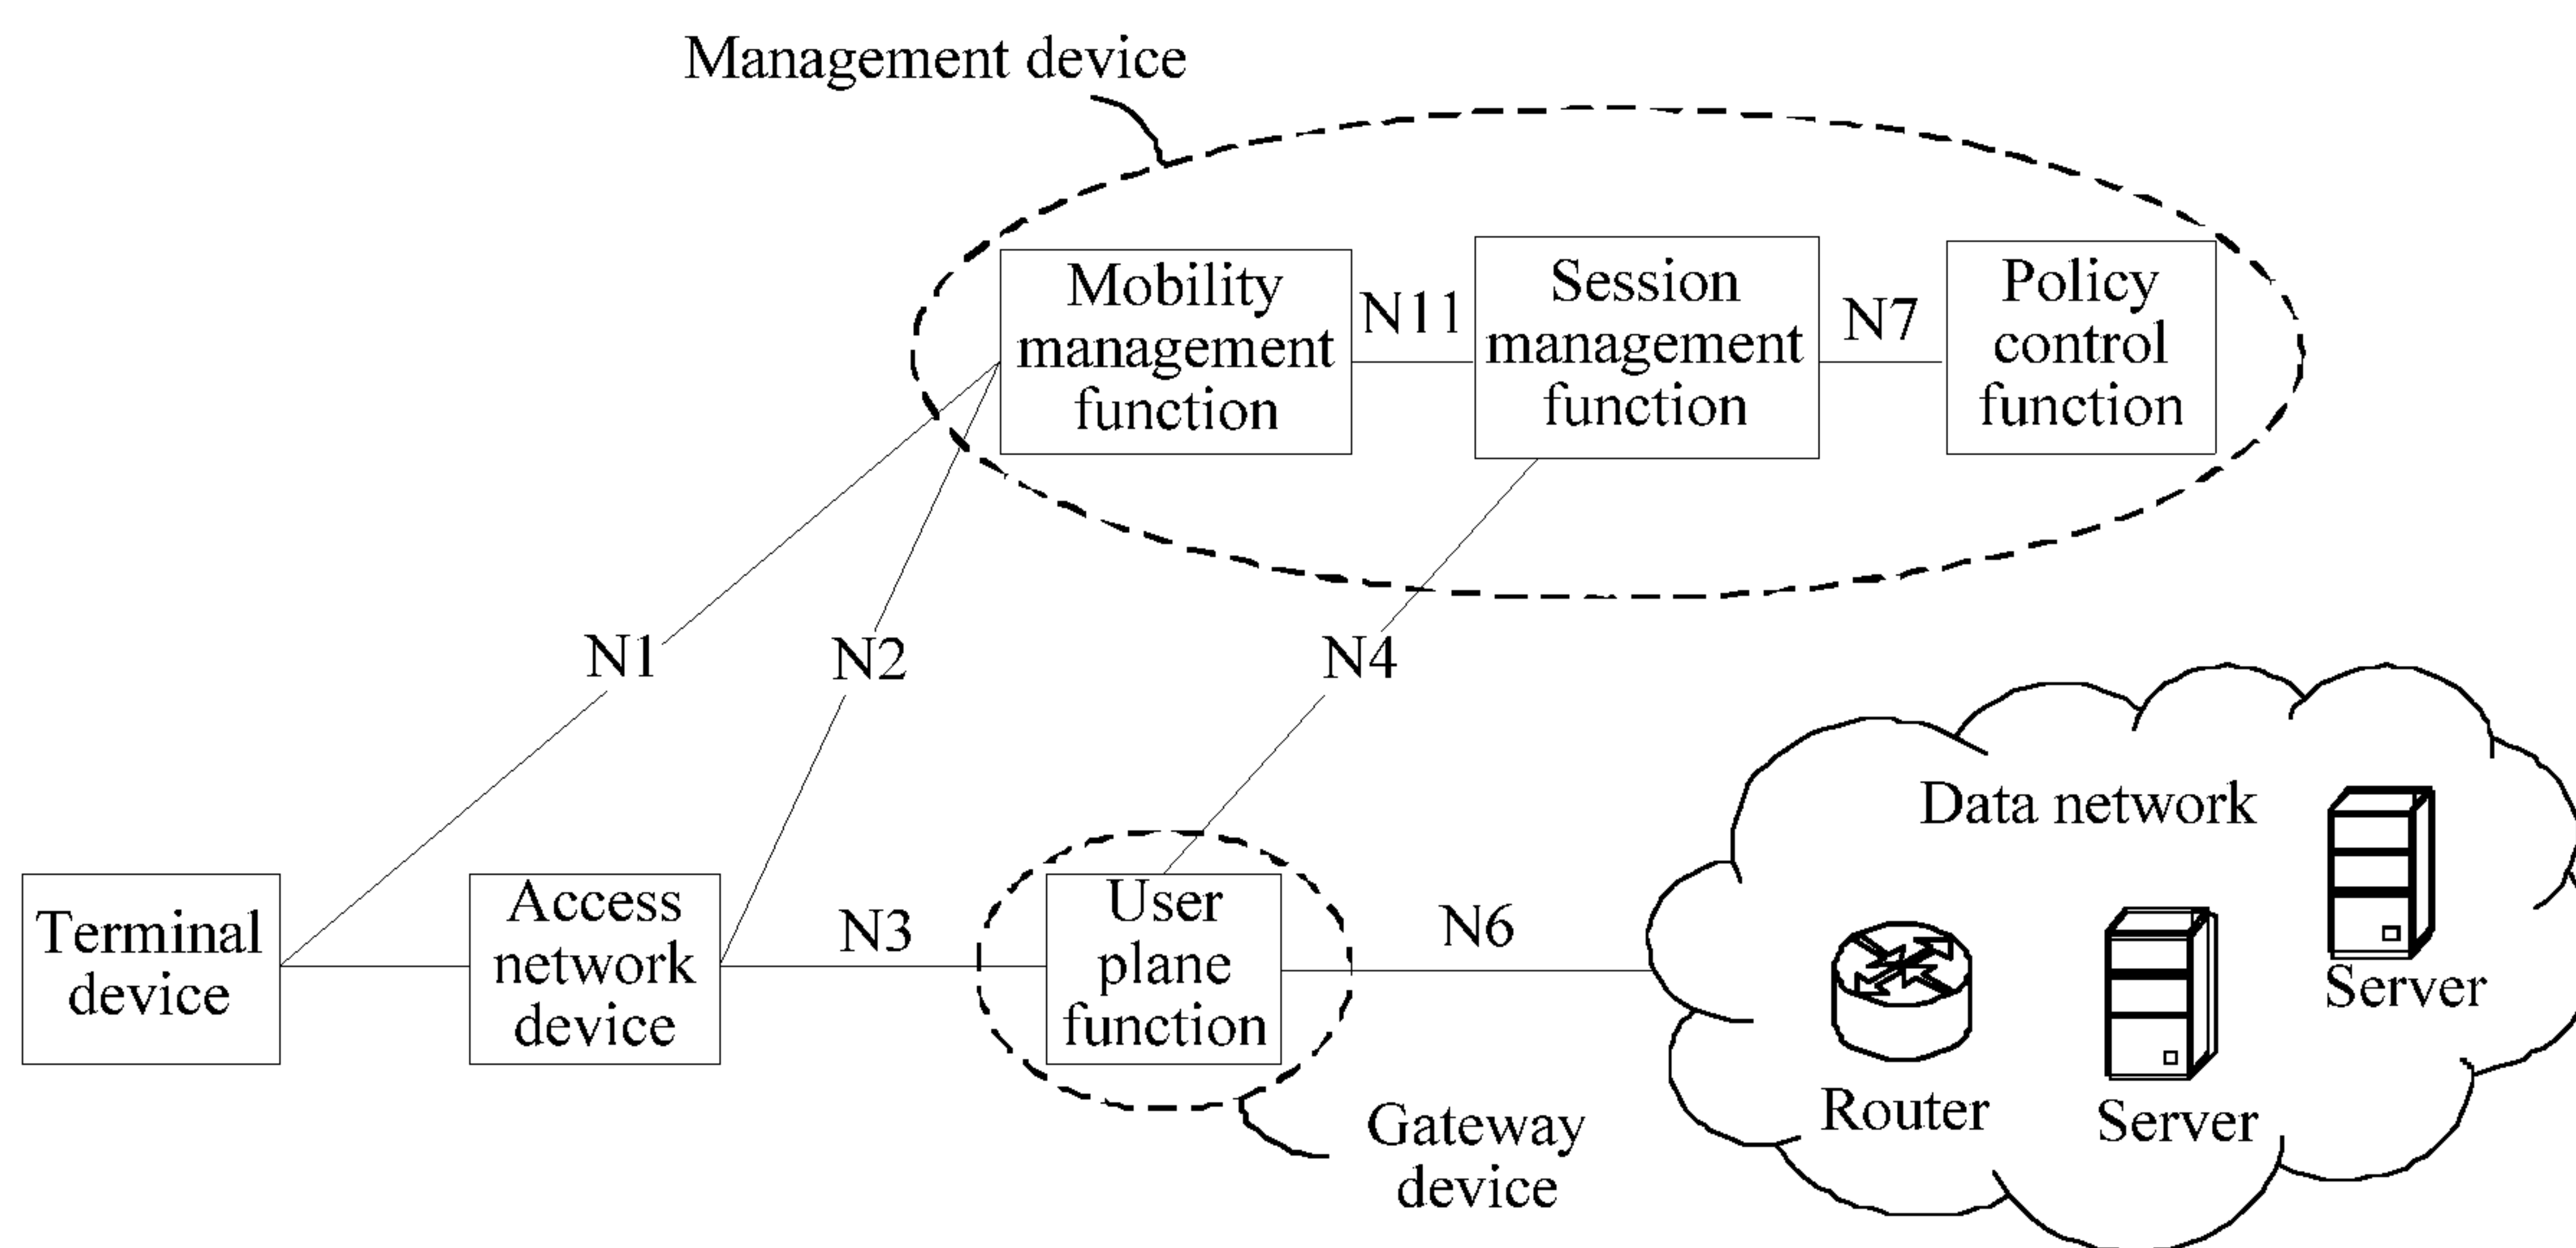 Management device
Mobility
management
function
N11
Session
management
function
N7
Policy
control
function
N1
N2
N4
Terminal
device
Access
network
device
N3
User
plane
function
N6
Data network
Router
Server
Server
Gateway
device